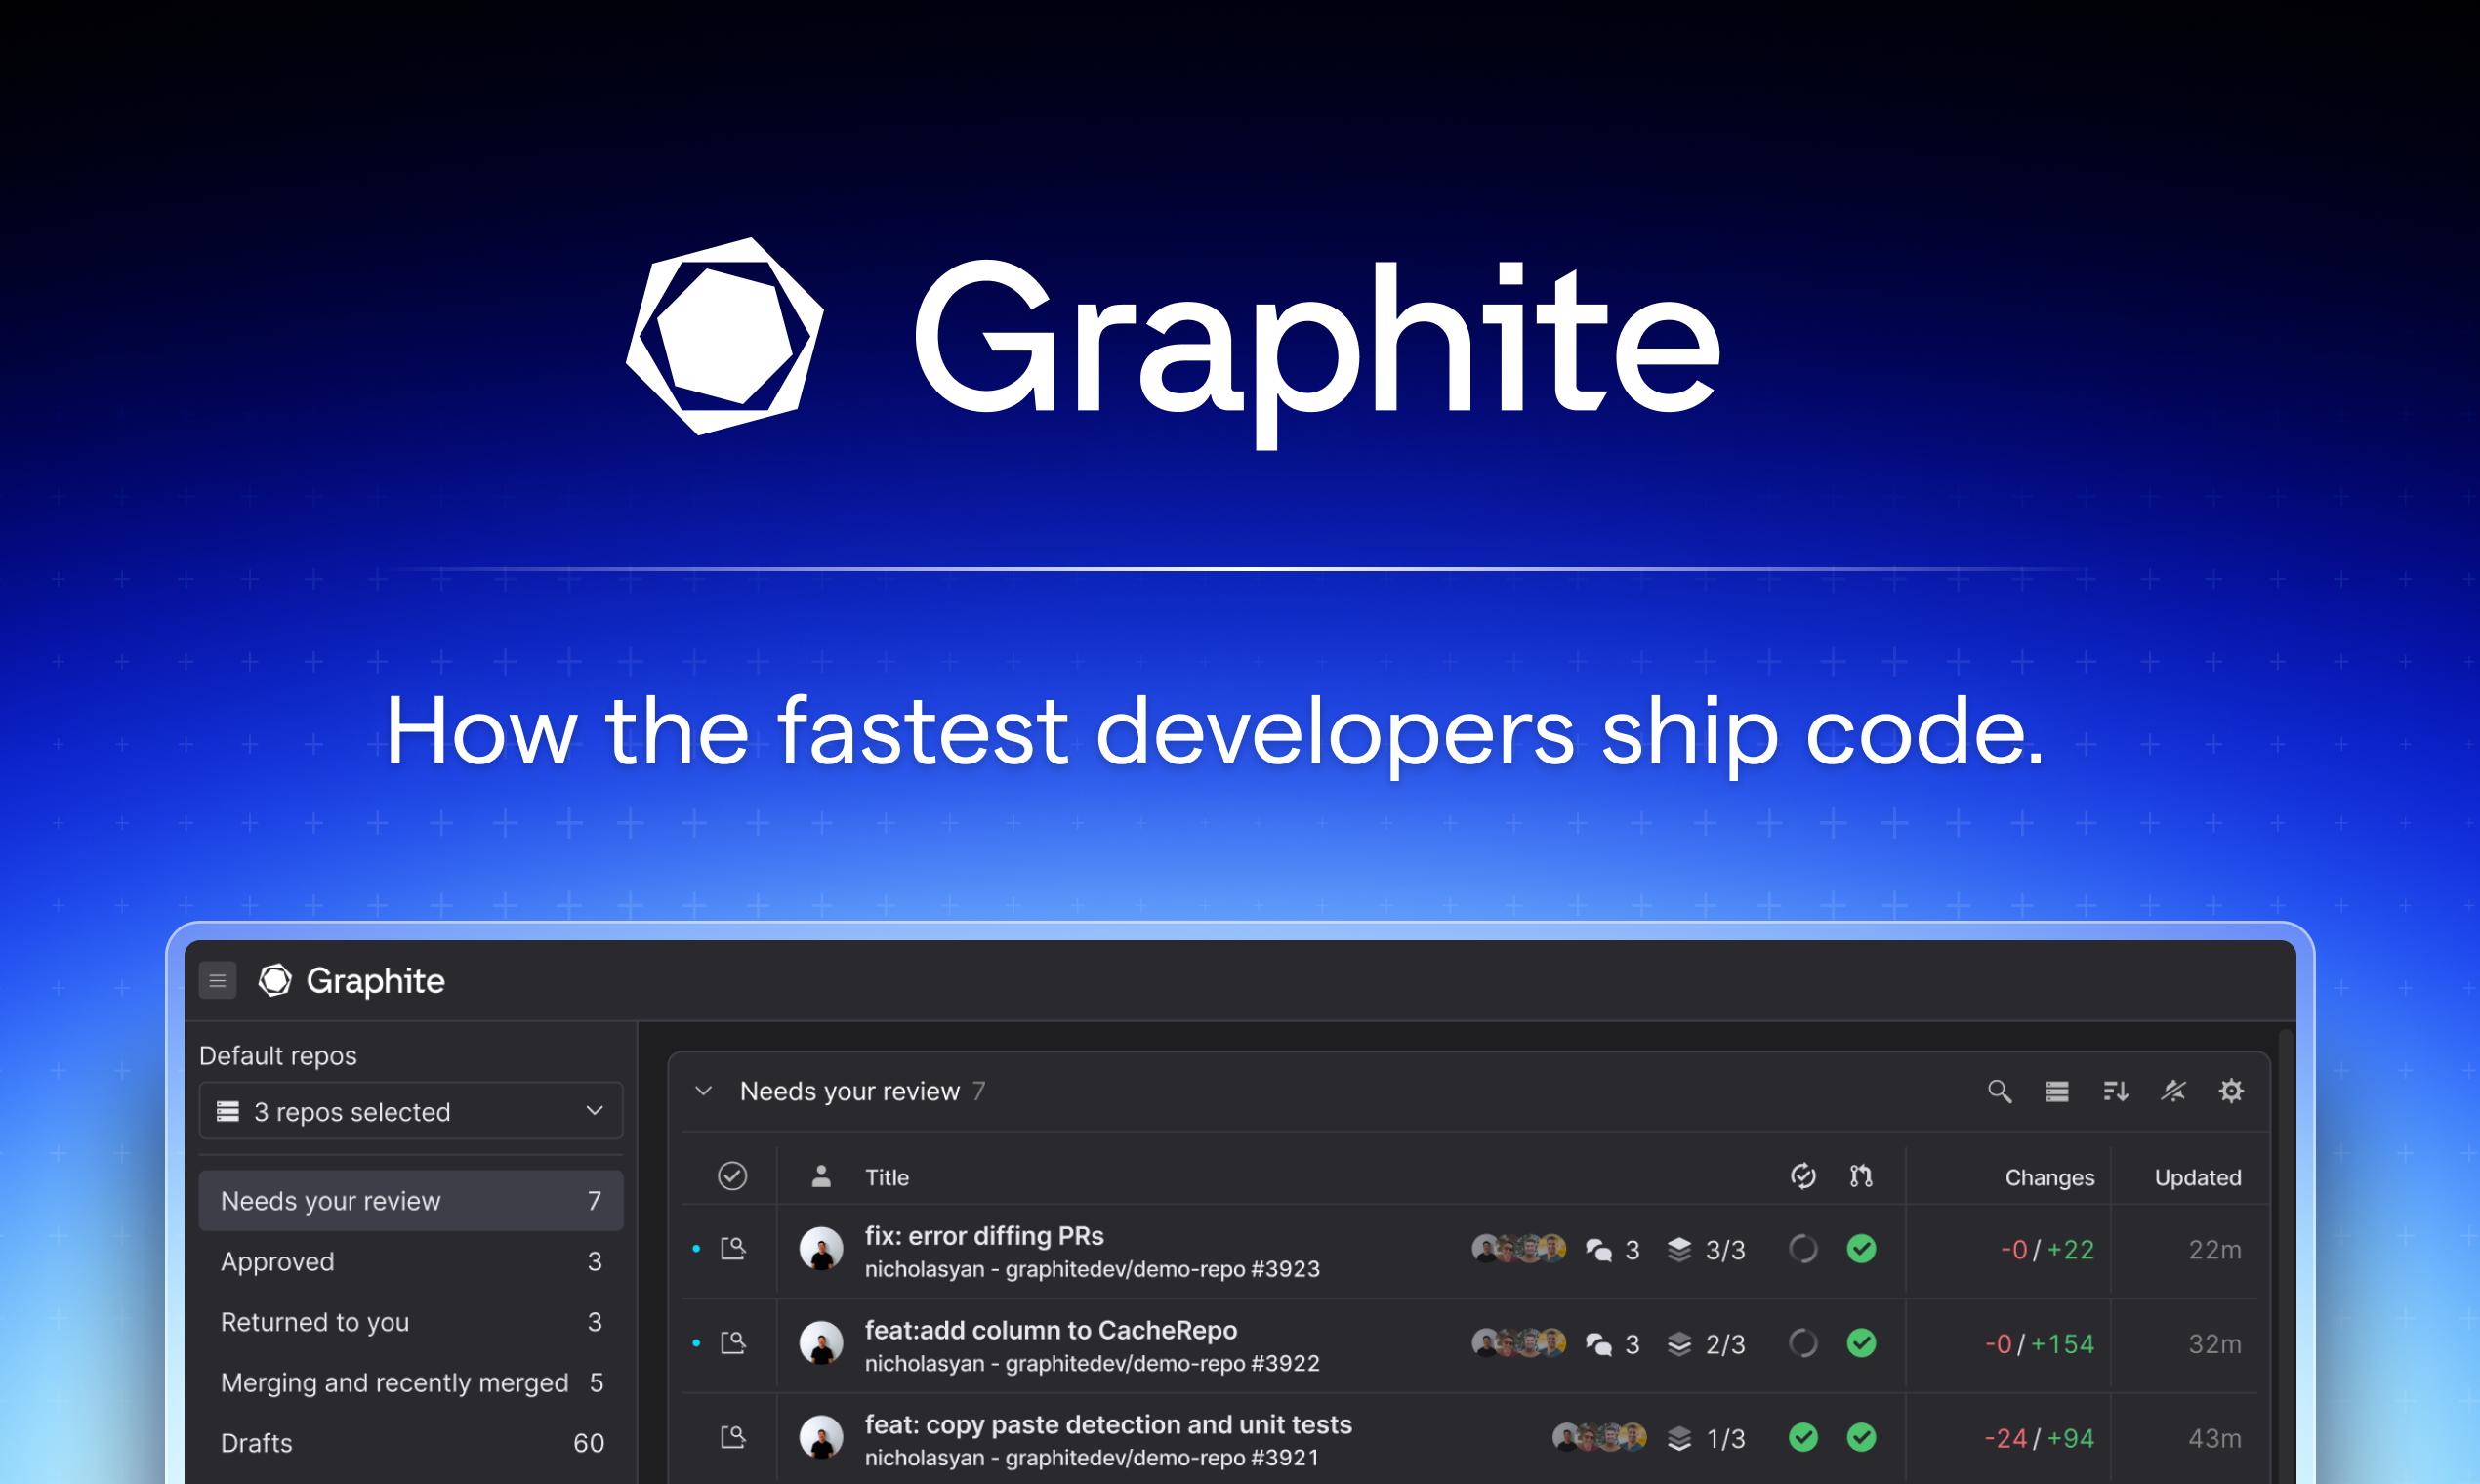 Graphite
How the fastest developers ship code.
Graphite
Default repos
3 repos selected
Needs your review 7
Approved 3
Returned to you 3
Merging and recently merged 5
Drafts 60
Needs your review 7
Title Changes Updated
fix: error diffing PRs
nicholasyan - graphitedev/demo-repo #3923
3 3/3 -0 / +22 22m
feat:add column to CacheRepo
nicholasyan - graphitedev/demo-repo #3922
3 2/3 -0 / +154 32m
feat: copy paste detection and unit tests
nicholasyan - graphitedev/demo-repo #3921
1/3 -24 / +94 43m